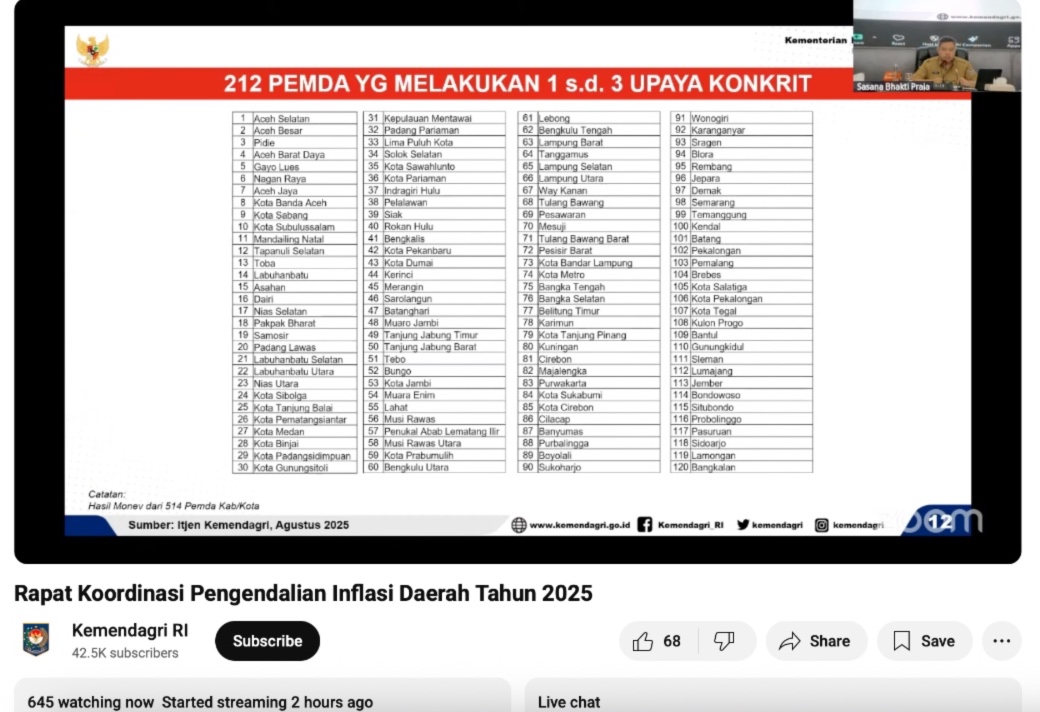 Kementerian
212 PEMDA YG MELAKUKAN 1 s.d. 3 UPAYA KONKRIT
Sasana Bhakti Praja
1 Aceh Selatan
2 Aceh Besar
3 Pidie
4 Aceh Barat Daya
5 Gayo Lues
6 Nagan Raya
7 Aceh Jaya
8 Kota Banda Aceh
9 Kota Sabang
10 Kota Subulussalam
11 Mandailing Natal
12 Tapanuli Selatan
13 Toba
14 Labuhanbatu
15 Asahan
16 Dairi
17 Nias Selatan
18 Pakpak Bharat
19 Samosir
20 Padang Lawas
21 Labuhanbatu Selatan
22 Labuhanbatu Utara
23 Nias Utara
24 Kota Sibolga
25 Kota Tanjung Balai
26 Kota Pematangsiantar
27 Kota Medan
28 Kota Binjai
29 Kota Padangsidimpuan
30 Kota Gunungsitoli
31 Kepulauan Mentawai
32 Padang Pariaman
33 Lima Puluh Kota
34 Solok Selatan
35 Kota Sawahlunto
36 Kota Pariaman
37 Indragiri Hulu
38 Pelalawan
39 Siak
40 Rokan Hulu
41 Bengkalis
42 Kota Pekanbaru
43 Kota Dumai
44 Kerinci
45 Merangin
46 Sarolangun
47 Batanghari
48 Muaro Jambi
49 Tanjung Jabung Timur
50 Tanjung Jabung Barat
51 Tebo
52 Bungo
53 Kota Jambi
54 Muara Enim
55 Lahat
56 Musi Rawas
57 Penukal Abab Lematang Ilir
58 Musi Rawas Utara
59 Kota Prabumulih
60 Bengkulu Utara
61 Lebong
62 Bengkulu Tengah
63 Lampung Barat
64 Tanggamus
65 Lampung Selatan
66 Lampung Utara
67 Way Kanan
68 Tulang Bawang
69 Pesawaran
70 Mesuji
71 Tulang Bawang Barat
72 Pesisir Barat
73 Kota Bandar Lampung
74 Kota Metro
75 Bangka Tengah
76 Bangka Selatan
77 Belitung Timur
78 Karimun
79 Kota Tanjung Pinang
80 Kuningan
81 Cirebon
82 Majalengka
83 Purwakarta
84 Kota Sukabumi
85 Kota Cirebon
86 Cilacap
87 Banyumas
88 Purbalingga
89 Boyolali
90 Sukoharjo
91 Wonogiri
92 Karanganyar
93 Sragen
94 Blora
95 Rembang
96 Jepara
97 Demak
98 Semarang
99 Temanggung
100 Kendal
101 Batang
102 Pekalongan
103 Pemalang
104 Brebes
105 Kota Salatiga
106 Kota Pekalongan
107 Kota Tegal
108 Kulon Progo
109 Bantul
110 Gunungkidul
111 Sleman
112 Lumajang
113 Jember
114 Bondowoso
115 Situbondo
116 Probolinggo
117 Pasuruan
118 Sidoarjo
119 Lamongan
120 Bangkalan
Catatan:
Hasil Monev dari 514 Pemda Kab/Kota
Sumber: Itjen Kemendagri, Agustus 2025
www.kemendagri.go.id Kemendagri_RI kemendagri kemendagri
12
Rapat Koordinasi Pengendalian Inflasi Daerah Tahun 2025
Kemendagri RI
42.5K subscribers
Subscribe
68
Share
Save
645 watching now Started streaming 2 hours ago
Live chat